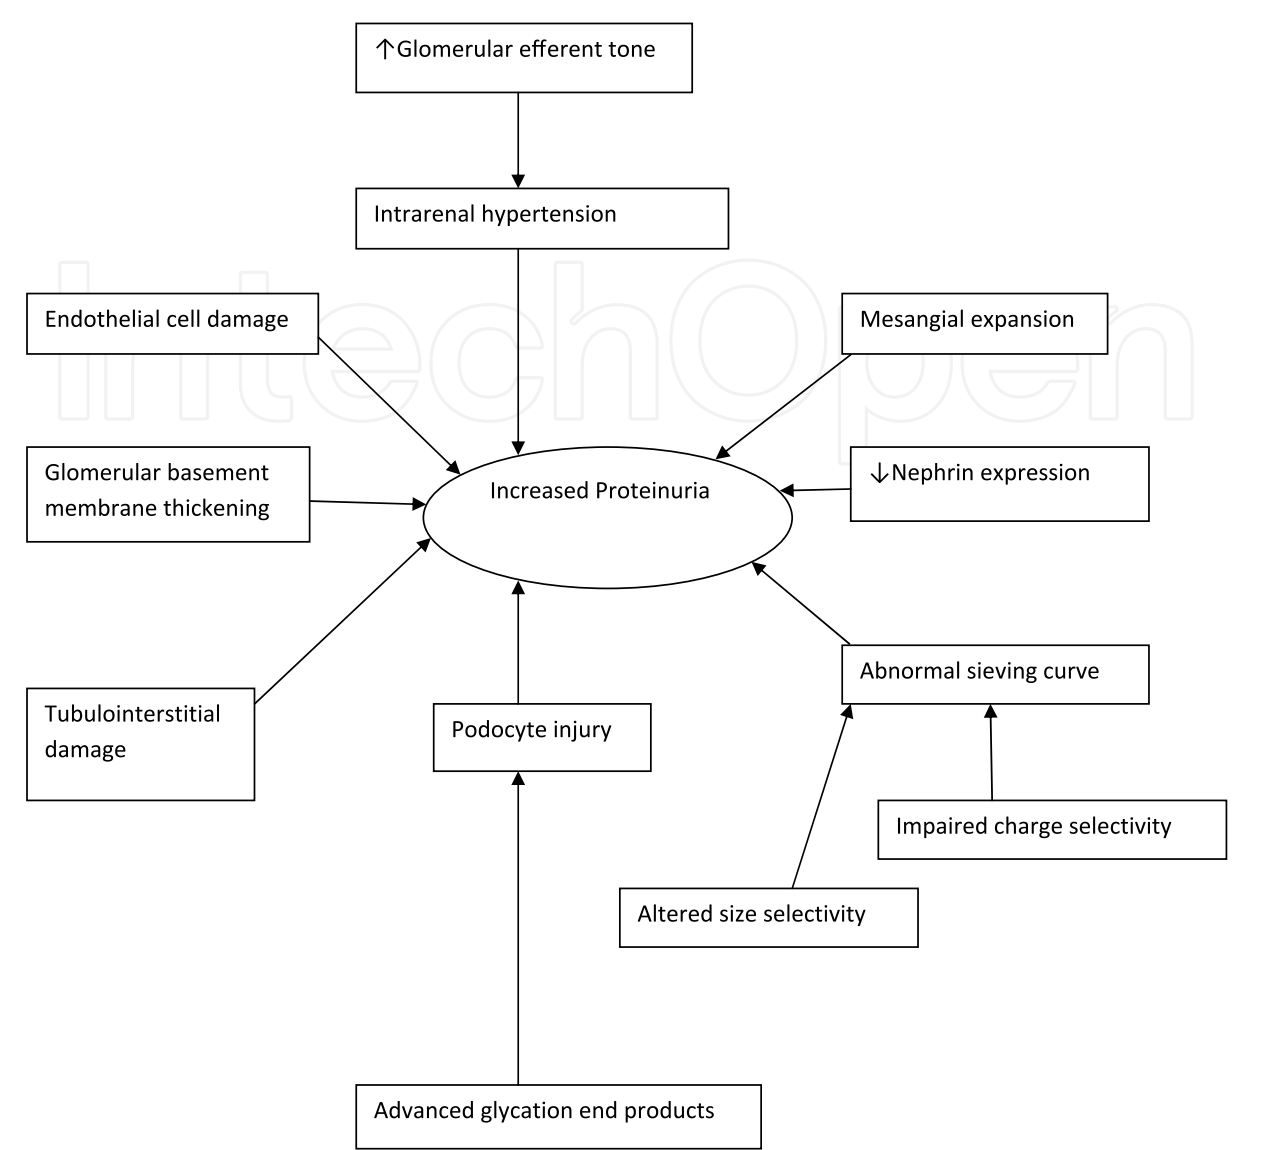 ↑Glomerular efferent tone
Intrarenal hypertension
IntechOpen
Endothelial cell damage
Mesangial expansion
Glomerular basement
membrane thickening
Increased Proteinuria
↓Nephrin expression
Abnormal sieving curve
Tubulointerstitial
damage
Podocyte injury
Impaired charge selectivity
Altered size selectivity
Advanced glycation end products